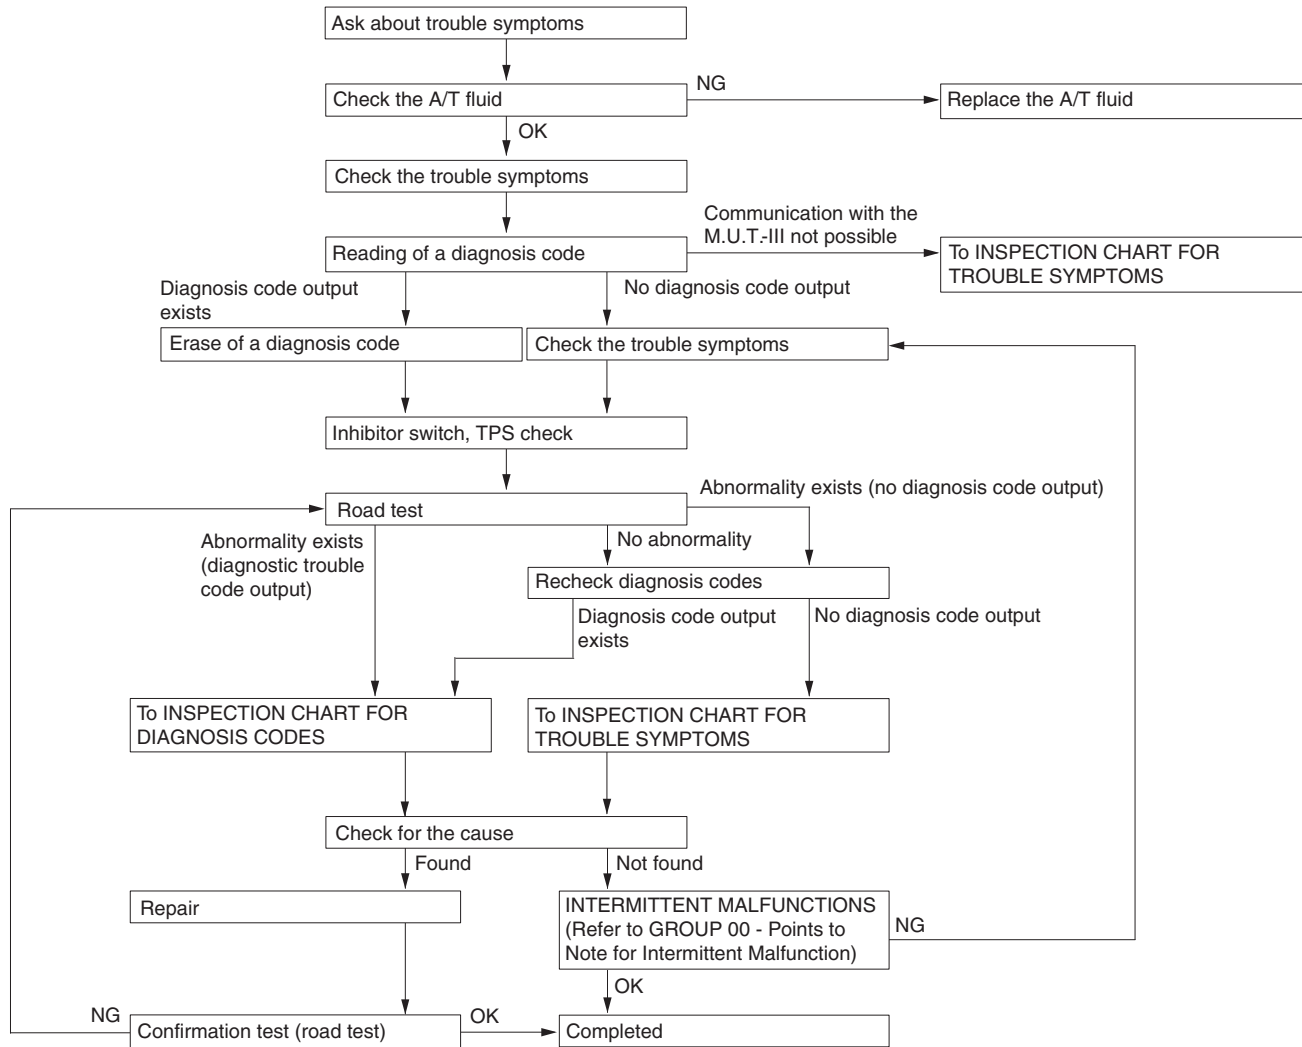 Ask about trouble symptoms
NG
Check the A/T fluid
Replace the A/T fluid
OK
Check the trouble symptoms
Communication with the
M.U.T.-III not possible
Reading of a diagnosis code
To INSPECTION CHART FOR
TROUBLE SYMPTOMS
Diagnosis code output
exists
No diagnosis code output
Erase of a diagnosis code
Check the trouble symptoms
Inhibitor switch, TPS check
Abnormality exists (no diagnosis code output)
Road test
Abnormality exists
(diagnostic trouble
code output)
No abnormality
Recheck diagnosis codes
Diagnosis code output
exists
No diagnosis code output
To INSPECTION CHART FOR
DIAGNOSIS CODES
To INSPECTION CHART FOR
TROUBLE SYMPTOMS
Check for the cause
Found
Not found
Repair
INTERMITTENT MALFUNCTIONS
(Refer to GROUP 00 - Points to
Note for Intermittent Malfunction)
NG
OK
NG
Confirmation test (road test)
OK
Completed